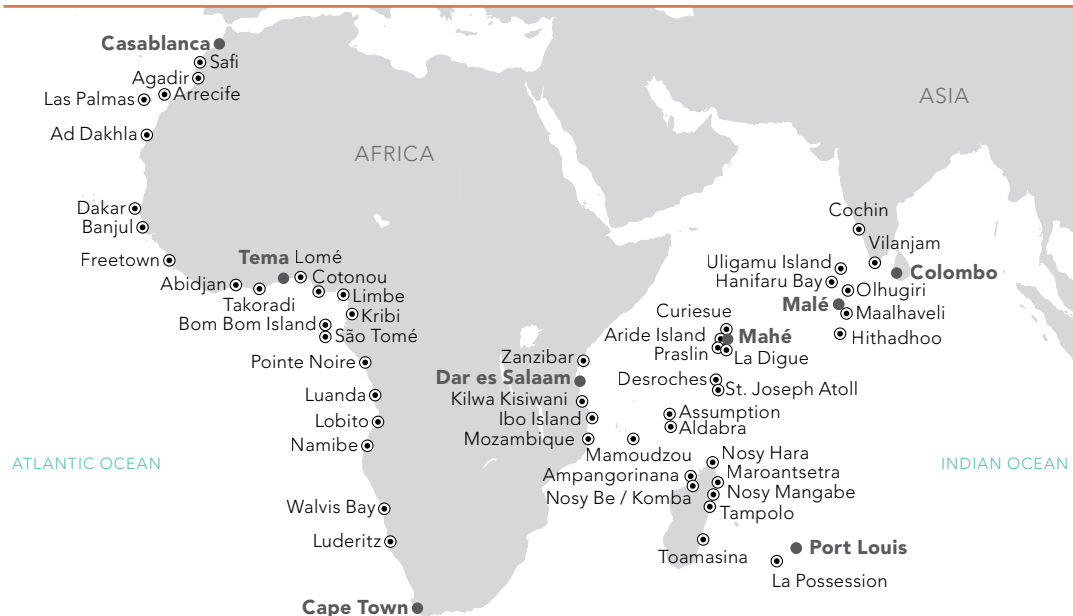 Casablanca
Safi
Agadir
Arrecife
Las Palmas
Ad Dakhla
AFRICA
ASIA
Dakar
Banjul
Freetown
Tema
Lomé
Abidjan
Cotonou
Takoradi
Limbe
Kribi
Bom Bom Island
São Tomé
Pointe Noire
Luanda
Lobito
Namibe
ATLANTIC OCEAN
Walvis Bay
Luderitz
Cape Town
Cochin
Vilanjam
Uligamu Island
Colombo
Hanifaru Bay
Olhugiri
Malé
Maalhaveli
Hithadhoo
Curiesue
Aride Island
Mahé
Praslin
La Digue
Zanzibar
Dar es Salaam
Desroches
St. Joseph Atoll
Kilwa Kisiwani
Ibo Island
Assumption
Aldabra
Mozambique
Mamoudzou
Nosy Hara
INDIAN OCEAN
Ampangorinana
Maroantsetra
Nosy Be / Komba
Nosy Mangabe
Tampolo
Toamasina
Port Louis
La Possession